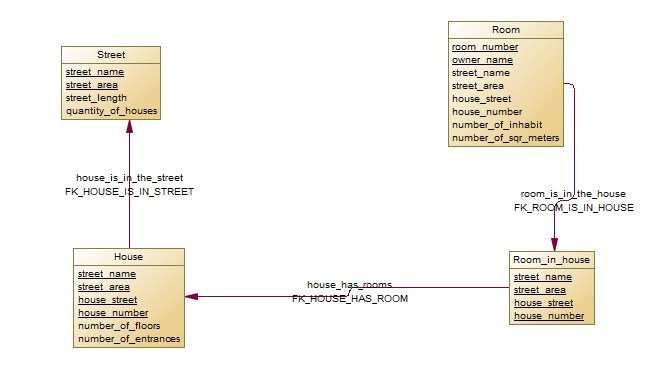 Street
street_name
street_area
street_length
quantity_of_houses
Room
room_number
owner_name
street_name
street_area
house_street
house_number
number_of_inhabit
number_of_sqr_meters
house_is_in_the_street
FK_HOUSE_IS_IN_STREET
room_is_in_the_house
FK_ROOM_IS_IN_HOUSE
House
street_name
street_area
house_street
house_number
number_of_floors
number_of_entrances
house_has_rooms
FK_HOUSE_HAS_ROOM
Room_in_house
street_name
street_area
house_street
house_number